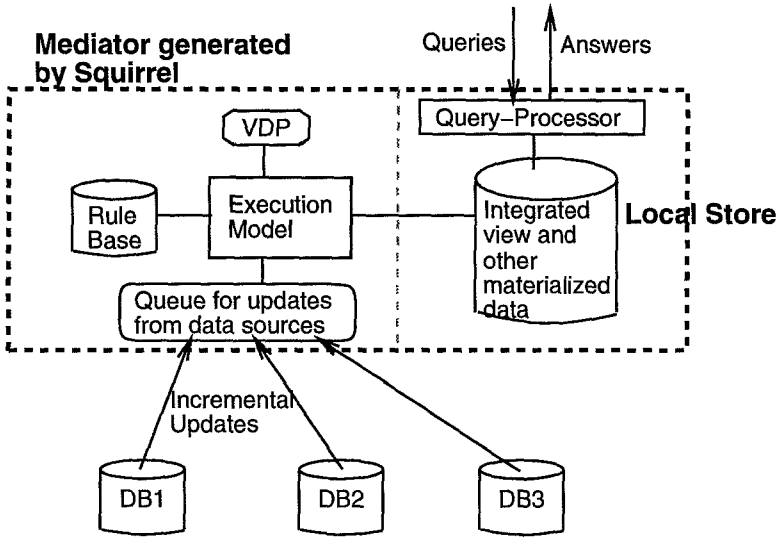 Mediator generated
by Squirrel
Queries
Answers
VDP
Query-Processor
Rule
Base
Execution
Model
Integrated
view and
other
materialized
data
Local Store
Queue for updates
from data sources
Incremental
Updates
DB1
DB2
DB3